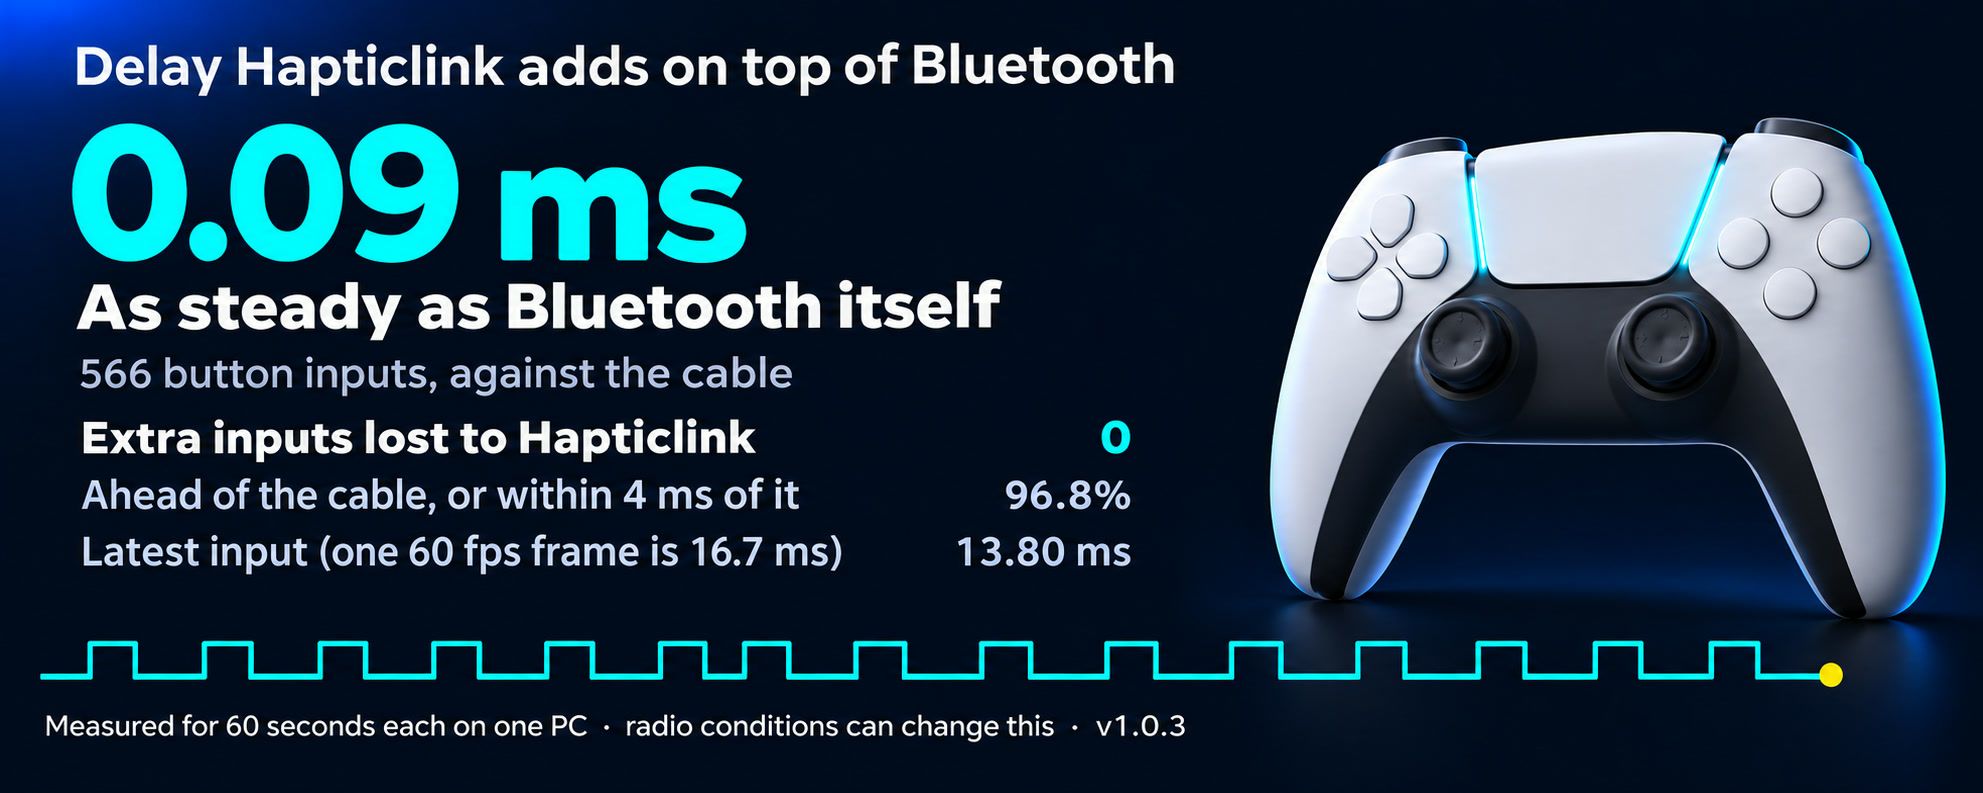 Delay Hapticlink adds on top of Bluetooth
0.09 ms
As steady as Bluetooth itself
566 button inputs, against the cable
Extra inputs lost to Hapticlink 0
Ahead of the cable, or within 4 ms of it 96.8%
Latest input (one 60 fps frame is 16.7 ms) 13.80 ms
Measured for 60 seconds each on one PC · radio conditions can change this · v1.0.3